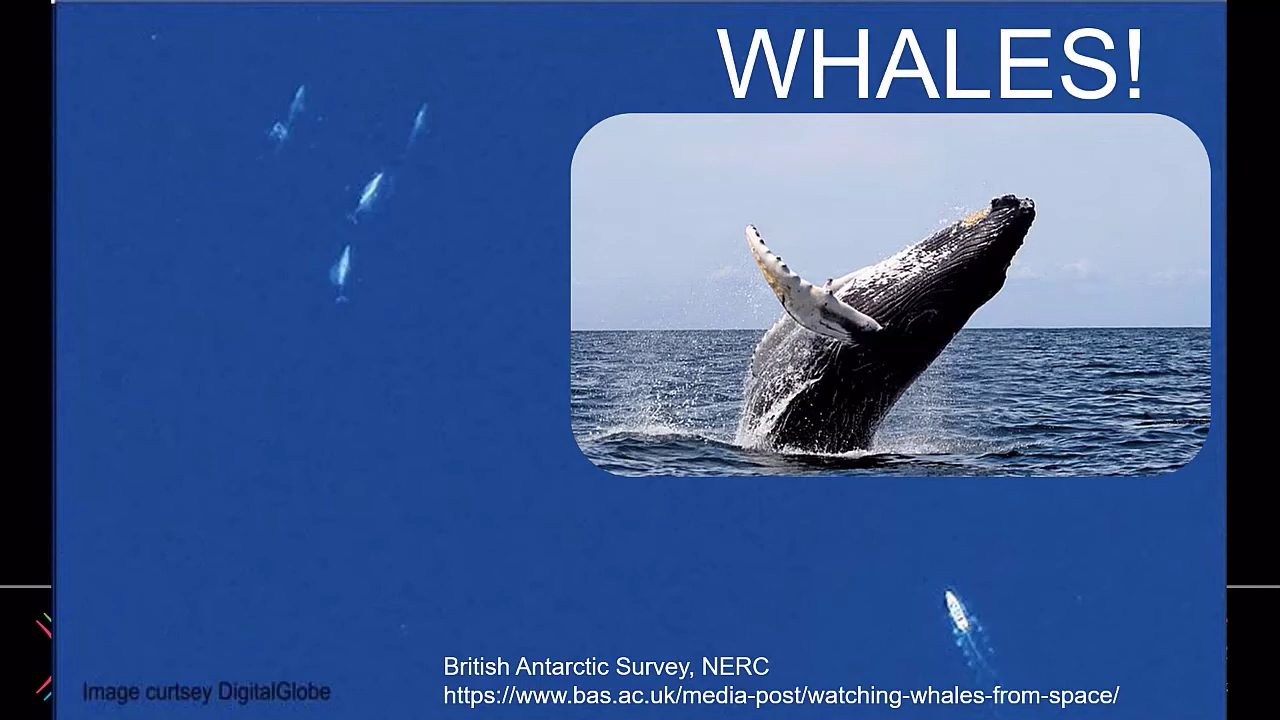 WHALES!
British Antarctic Survey, NERC
https://www.bas.ac.uk/media-post/watching-whales-from-space/
Image curtsey DigitalGlobe